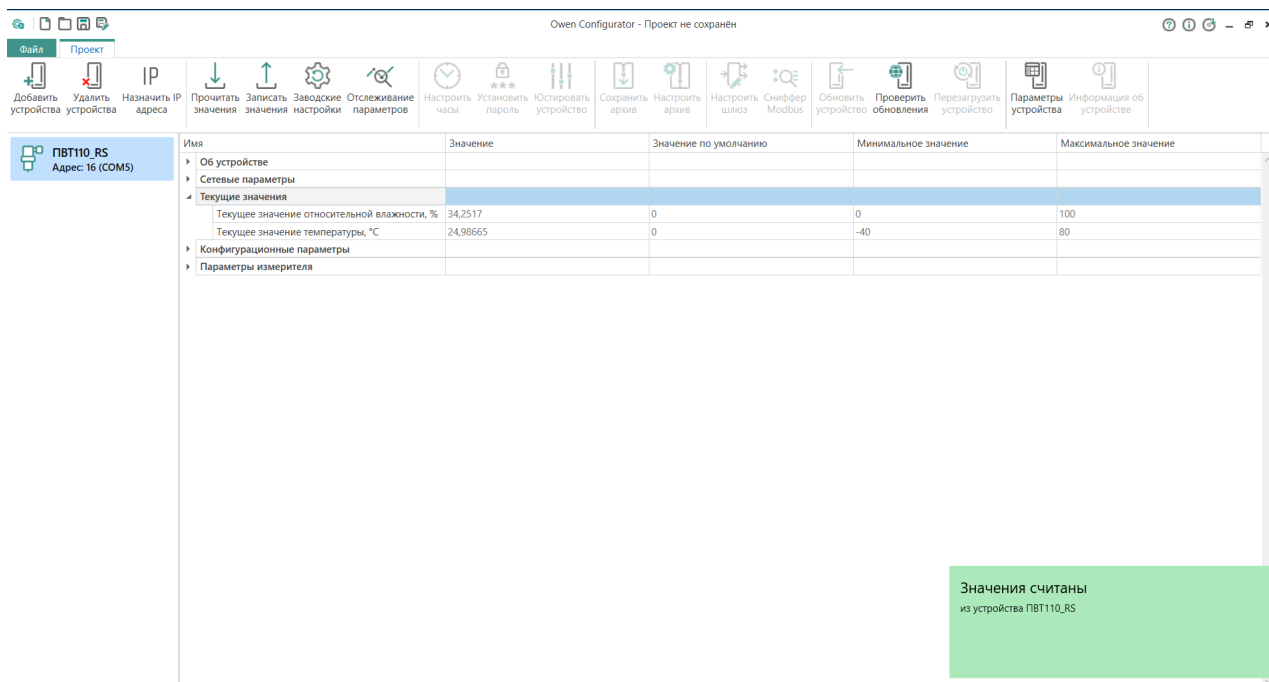 Owen Configurator - Проект не сохранён
Файл Проект
Добавить устройства
Удалить устройства
Назначить IP адреса
Прочитать значения
Записать значения
Заводские настройки
Отслеживание параметров
Настроить часы
Установить пароль
Юстировать устройство
Сохранить архив
Настроить архив
Настроить шлюз
Сниффер Modbus
Обновить устройство
Проверить обновления
Перезагрузить устройство
Параметры устройства
Информация об устройстве
ПВТ110_RS
Адрес: 16 (COM5)
Имя Значение Значение по умолчанию Минимальное значение Максимальное значение
Об устройстве
Сетевые параметры
Текущие значения
Текущее значение относительной влажности, % 34,2517 0 0 100
Текущее значение температуры, °C 24,98665 0 -40 80
Конфигурационные параметры
Параметры измерителя
Значения считаны
из устройства ПВТ110_RS